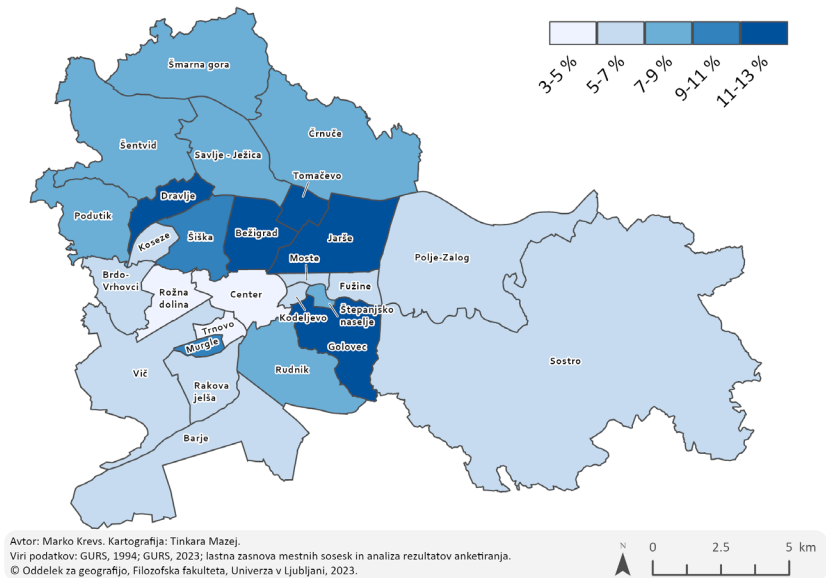 3-5 %
5-7 %
7-9 %
9-11 %
11-13 %
Šmarna gora
Črnuče
Šentvid
Savlje - Ježica
Tomačevo
Dravlje
Podutik
Koseze
Šiška
Bežigrad
Jarše
Moste
Polje-Zalog
Brdo-
Vrhovci
Rožna
dolina
Center
Fužine
Kodeljevo
Štepanjsko
naselje
Trnovo
Murgle
Golovec
Sostro
Vič
Rudnik
Rakova
jelša
Barje
Avtor: Marko Krevs. Kartografija: Tinkara Mazej.
Viri podatkov: GURS, 1994; GURS, 2023; lastna zasnova mestnih sosesk in analiza rezultatov anketiranja.
© Oddelek za geografijo, Filozofska fakulteta, Univerza v Ljubljani, 2023.
N
0 2.5 5 km